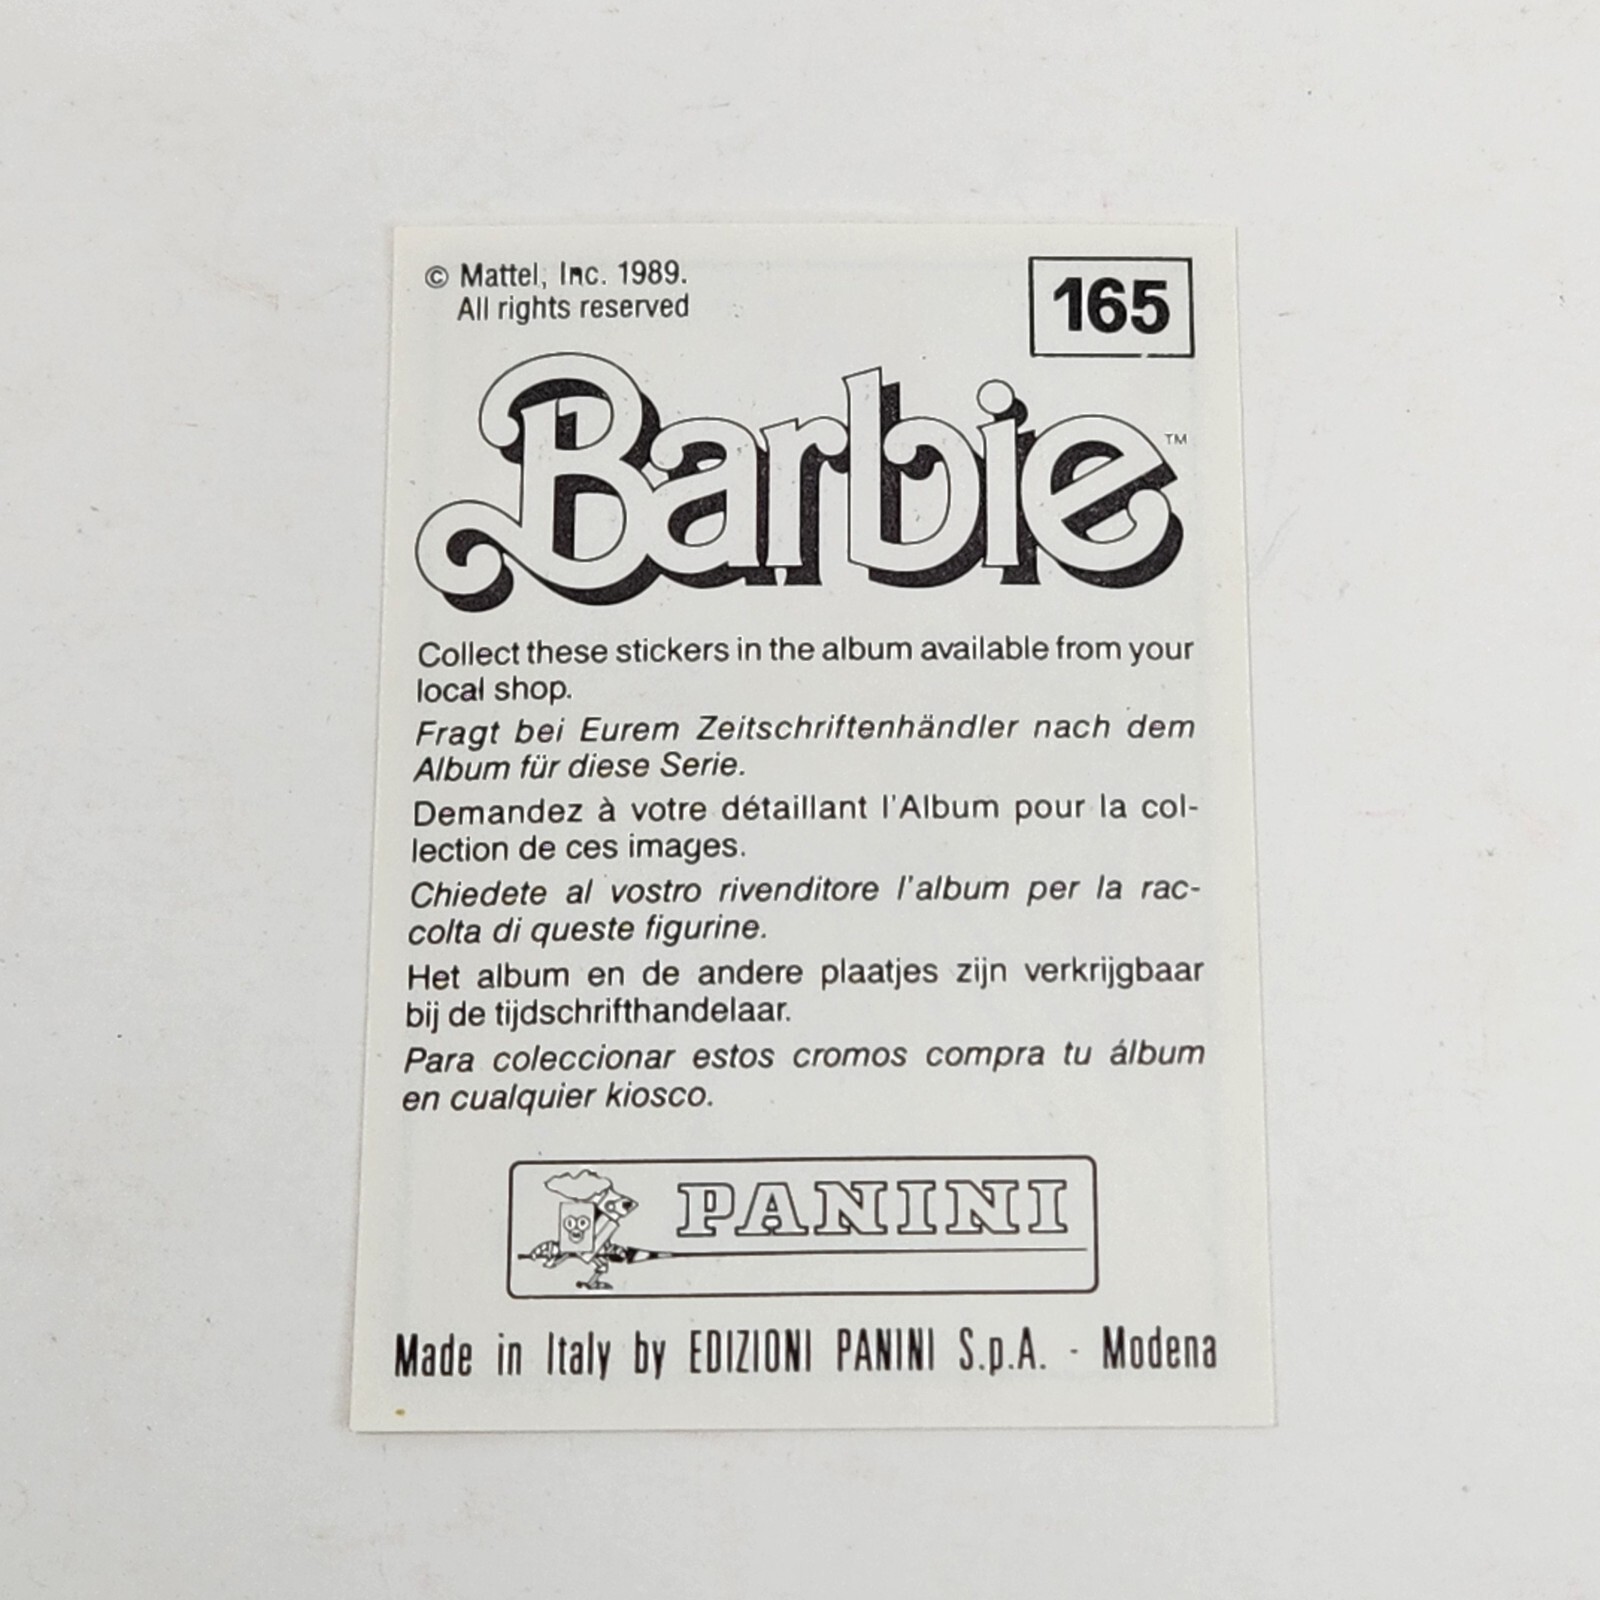 © Mattel, Inc. 1989.
All rights reserved
165
Barbie™
Collect these stickers in the album available from your
local shop.
Fragt bei Eurem Zeitschriftenhändler nach dem
Album für diese Serie.
Demandez à votre détaillant l'Album pour la col-
lection de ces images.
Chiedete al vostro rivenditore l'album per la rac-
colta di queste figurine.
Het album en de andere plaatjes zijn verkrijgbaar
bij de tijdschrifthandelaar.
Para coleccionar estos cromos compra tu álbum
en cualquier kiosco.
PANINI
Made in Italy by EDIZIONI PANINI S.p.A. - Modena